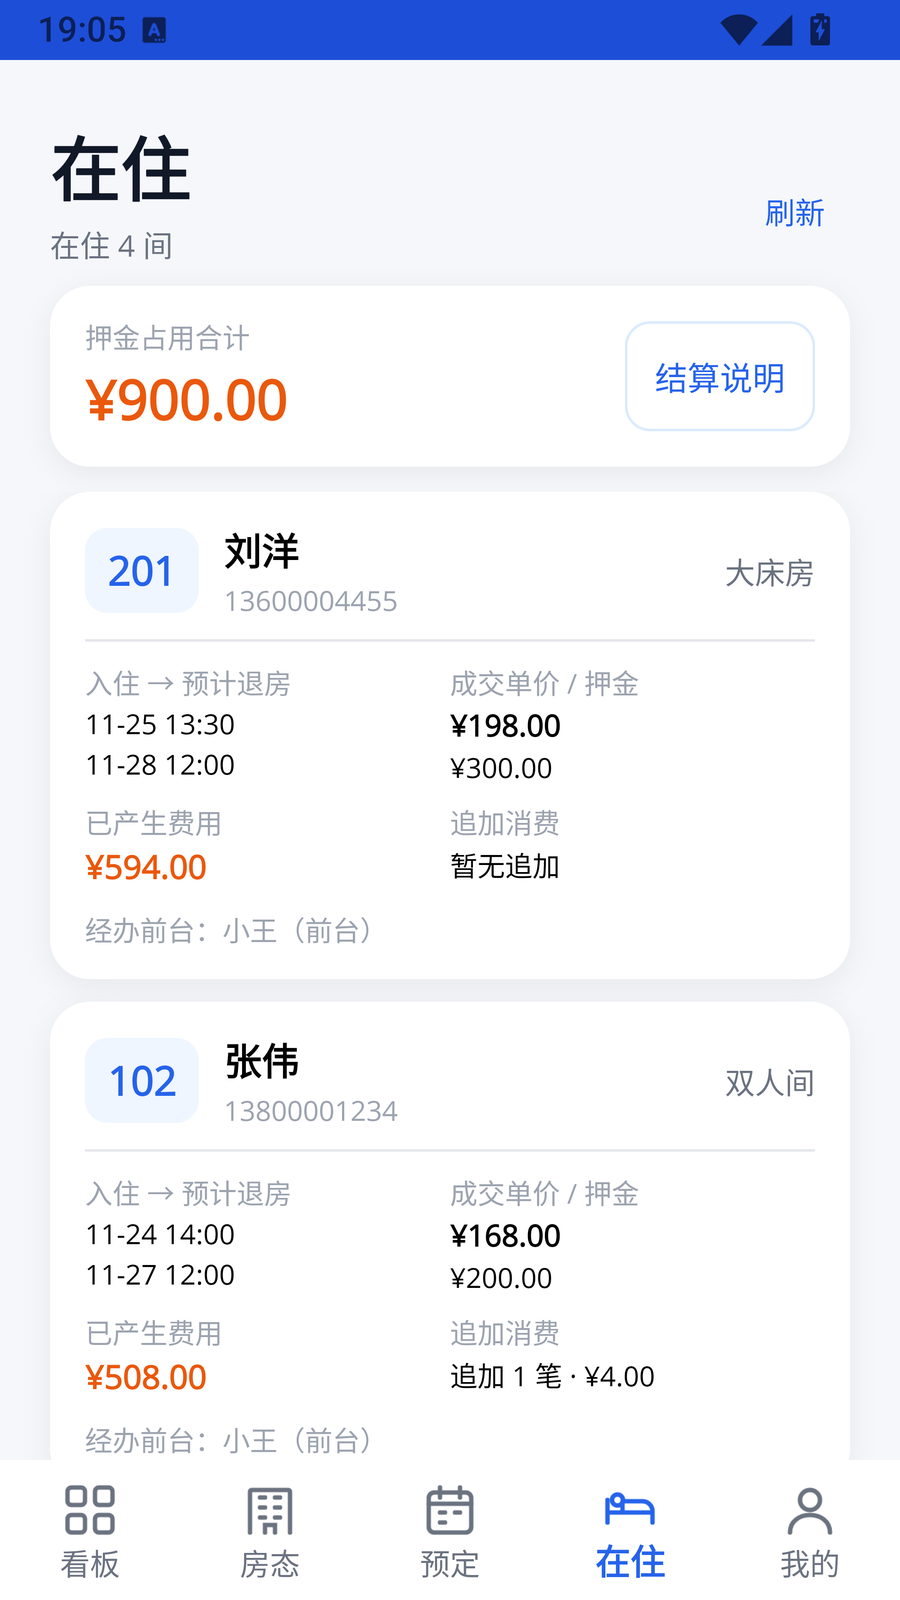 19:05
在住
在住 4 间
刷新
押金占用合计
¥900.00
结算说明
201
刘洋
13600004455
大床房
入住 → 预计退房
11-25 13:30
11-28 12:00
成交单价 / 押金
¥198.00
¥300.00
已产生费用
¥594.00
追加消费
暂无追加
经办前台：小王（前台）
102
张伟
13800001234
双人间
入住 → 预计退房
11-24 14:00
11-27 12:00
成交单价 / 押金
¥168.00
¥200.00
已产生费用
¥508.00
追加消费
追加 1 笔 · ¥4.00
经办前台：小王（前台）
看板
房态
预定
在住
我的